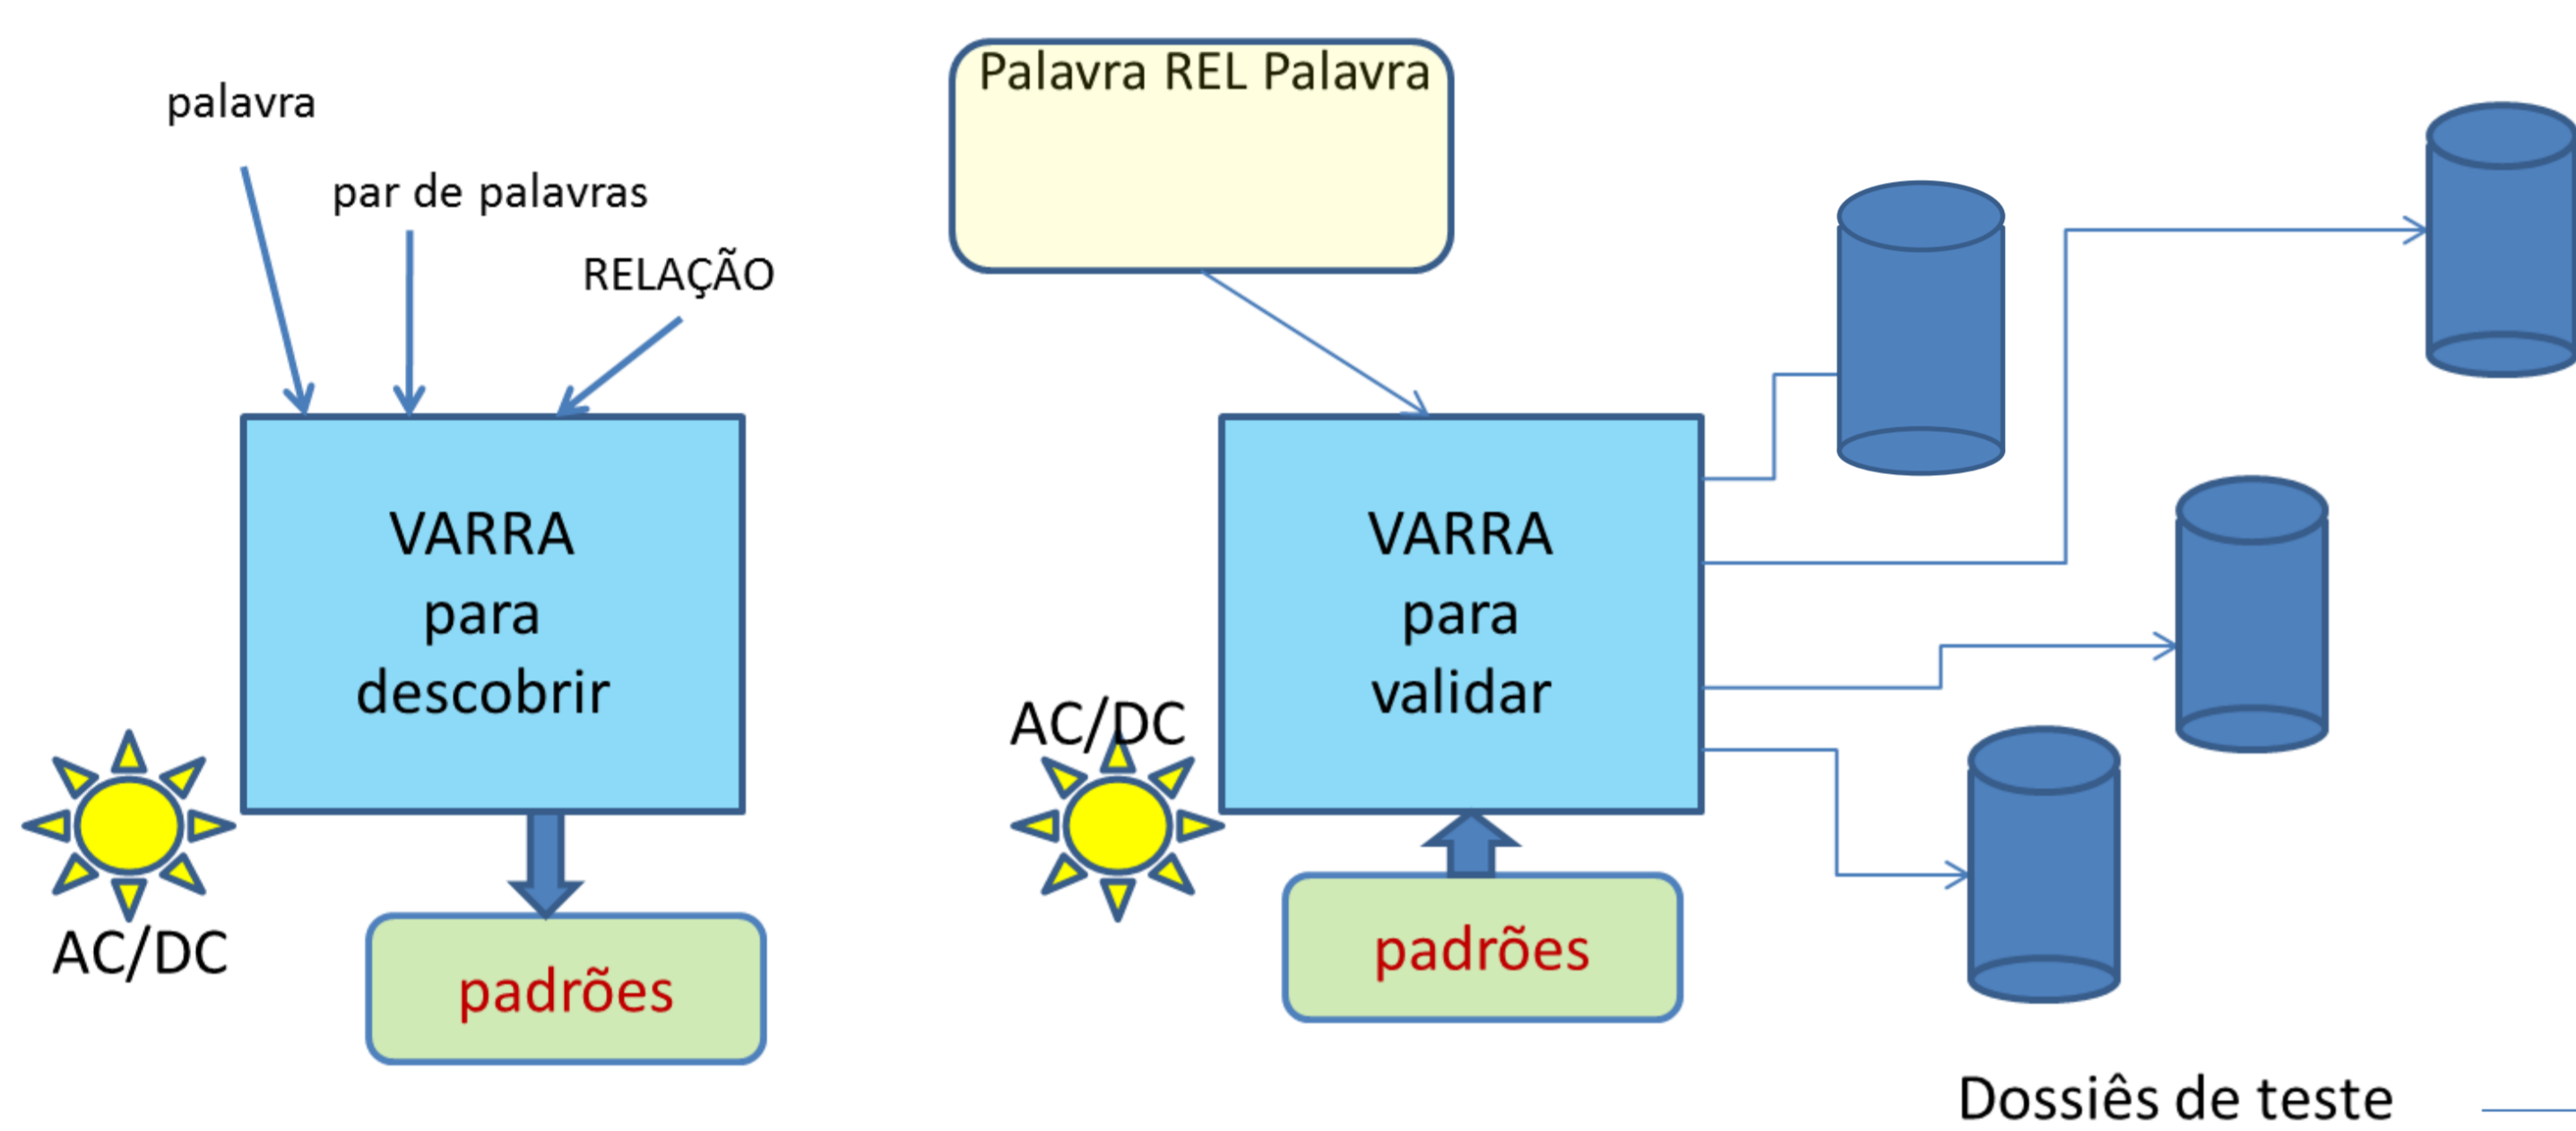 palavra
par de palavras
RELAÇÃO
VARRA
para
descobrir
AC/DC
padrões
Palavra REL Palavra
VARRA
para
validar
AC/DC
padrões
Dossiês de teste